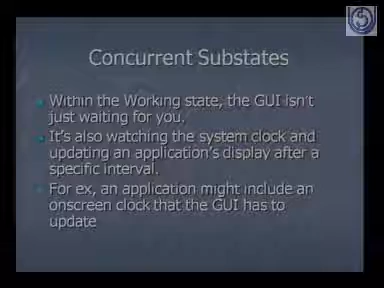 Concurrent Substates
Within the Working state, the GUI isn't
just waiting for you.
It's also watching the system clock and
updating an application's display after a
specific interval.
For ex, an application might include an
onscreen clock that the GUI has to
update